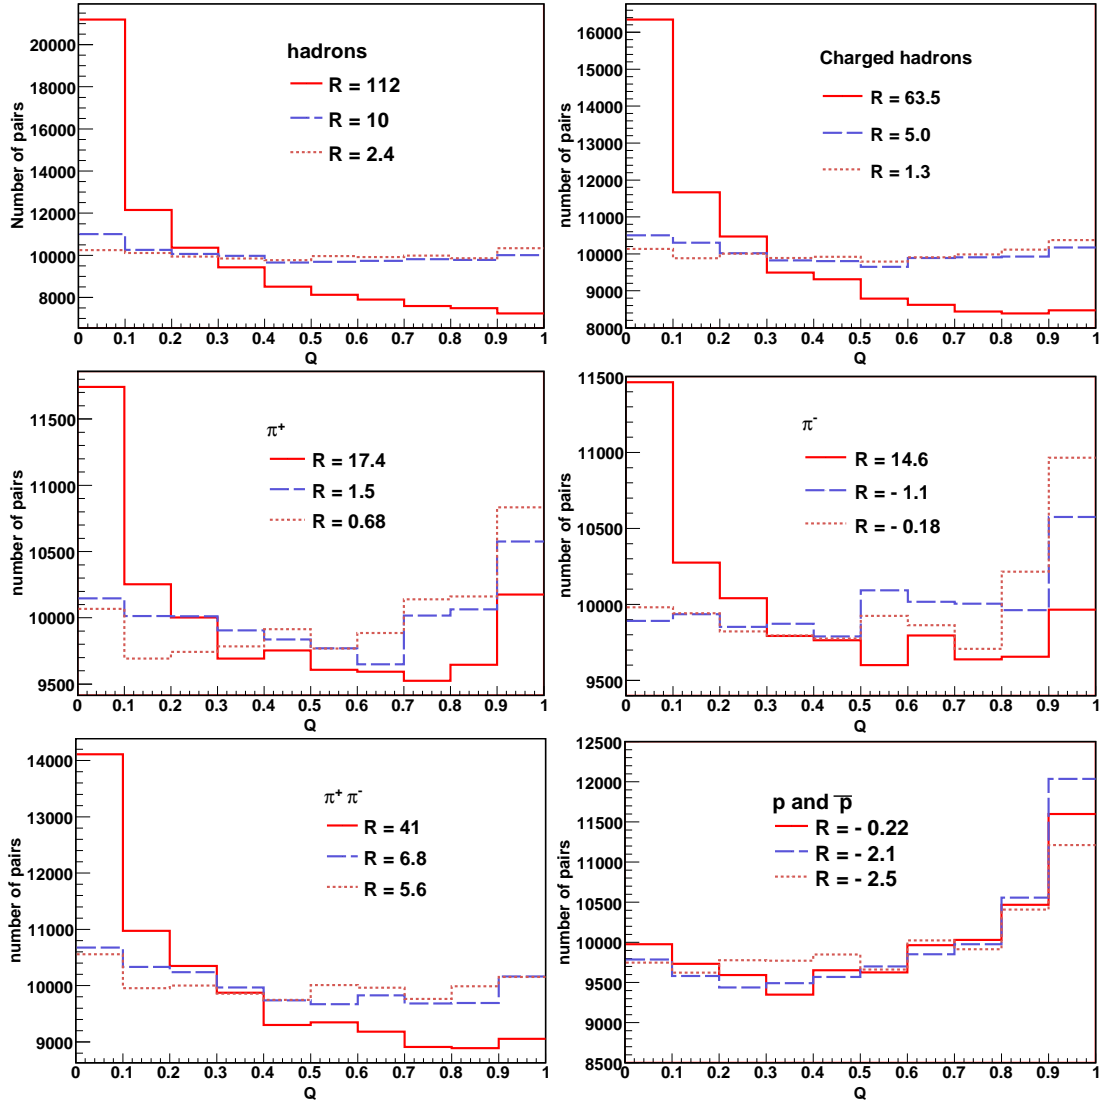 hadrons
R = 112
R = 10
R = 2.4
Number of pairs
20000
18000
16000
14000
12000
10000
8000
0 0.1 0.2 0.3 0.4 0.5 0.6 0.7 0.8 0.9 1
Q
Charged hadrons
R = 63.5
R = 5.0
R = 1.3
number of pairs
16000
15000
14000
13000
12000
11000
10000
9000
8000
0 0.1 0.2 0.3 0.4 0.5 0.6 0.7 0.8 0.9 1
Q
π⁺
R = 17.4
R = 1.5
R = 0.68
number of pairs
11500
11000
10500
10000
9500
0 0.1 0.2 0.3 0.4 0.5 0.6 0.7 0.8 0.9 1
Q
π⁻
R = 14.6
R = - 1.1
R = - 0.18
number of pairs
11500
11000
10500
10000
9500
0 0.1 0.2 0.3 0.4 0.5 0.6 0.7 0.8 0.9 1
Q
π⁺ π⁻
R = 41
R = 6.8
R = 5.6
number of pairs
14000
13000
12000
11000
10000
9000
0 0.1 0.2 0.3 0.4 0.5 0.6 0.7 0.8 0.9 1
Q
p and p̅
R = - 0.22
R = - 2.1
R = - 2.5
number of pairs
12500
12000
11500
11000
10500
10000
9500
9000
8500
0 0.1 0.2 0.3 0.4 0.5 0.6 0.7 0.8 0.9 1
Q